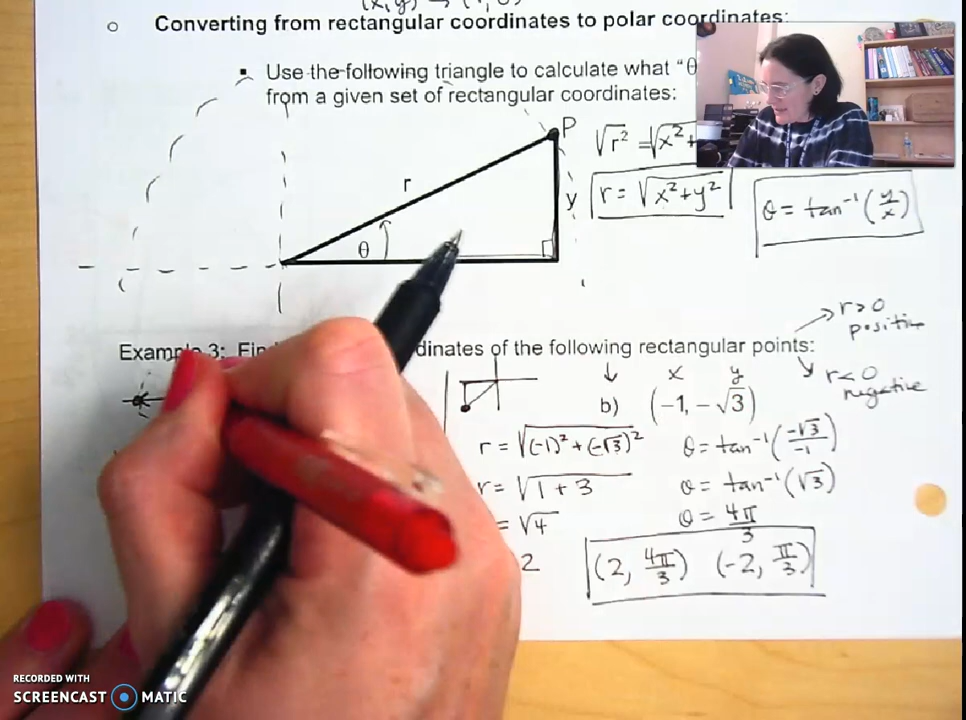 (x, y) → (r, θ)
Converting from rectangular coordinates to polar coordinates:
Use the following triangle to calculate what "θ
from a given set of rectangular coordinates:
P
√r² = √x² +
r
y
r = √x² + y²
θ = tan⁻¹ (y/x)
θ
r > 0
positive
Example 3: Fin dinates of the following rectangular points:
r < 0
negative
x y
b) (-1, -√3)
r = √(-1)² + (-√3)²
θ = tan⁻¹ (-√3/-1)
r = √1 + 3
θ = tan⁻¹ (√3)
= √4
θ = 4π/3
2
(2, 4π/3) (-2, π/3)
RECORDED WITH
SCREENCAST MATIC